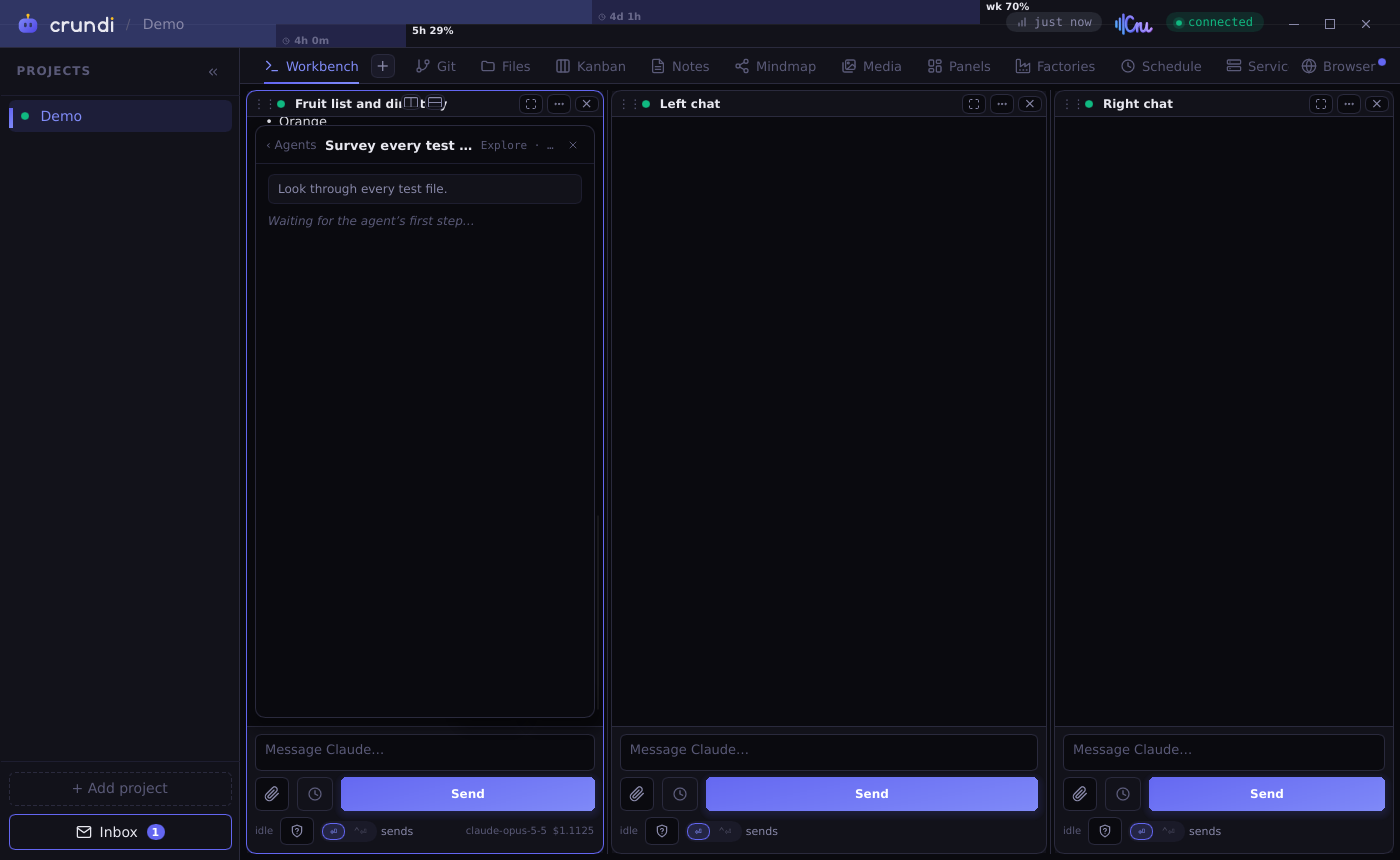 crundi / Demo
4h 0m
5h 29%
4d 1h
wk 70%
just now
Cru
connected
PROJECTS
Demo
+ Add project
Inbox 1
Workbench
Git
Files
Kanban
Notes
Mindmap
Media
Panels
Factories
Schedule
Servic
Browser
Fruit list and
• Orange
‹ Agents Survey every test … Explore · …
Look through every test file.
Waiting for the agent's first step…
Message Claude…
Send
idle
sends
claude-opus-5-5 $1.1125
Left chat
Message Claude…
Send
idle
sends
Right chat
Message Claude…
Send
idle
sends